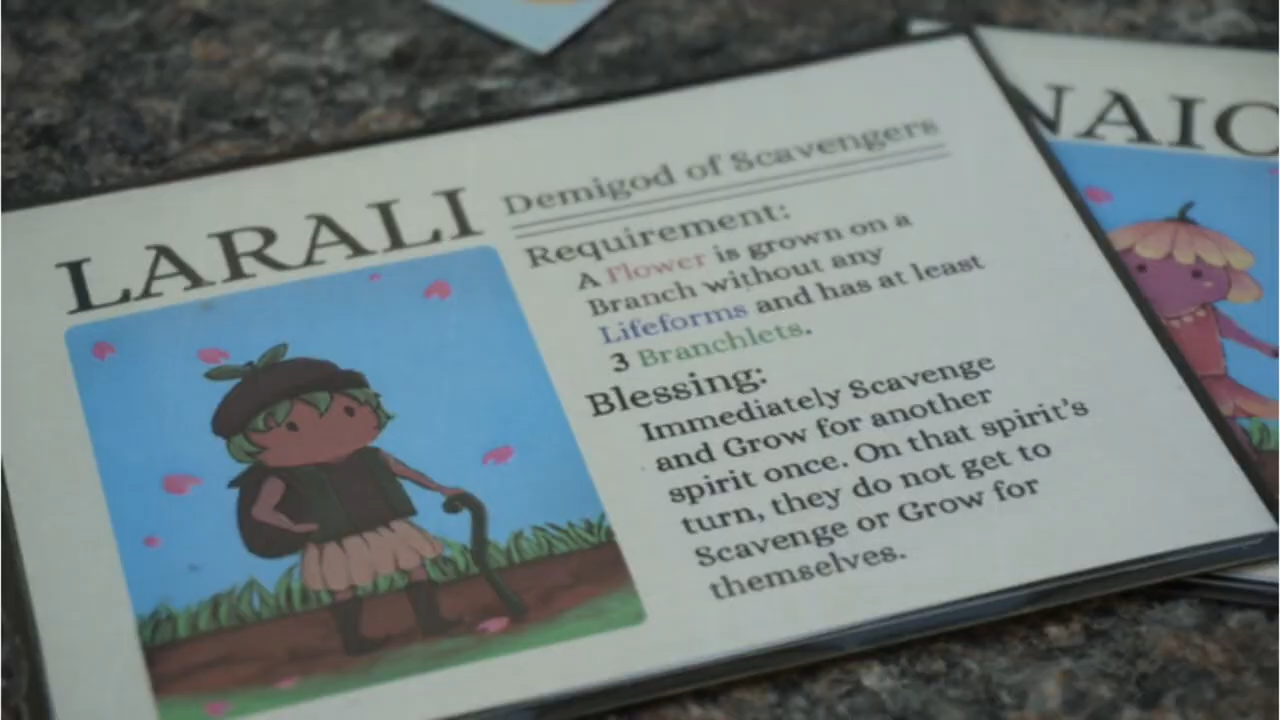 LARALI
Demigod of Scavengers
Requirement:
A Flower is grown on a
Branch without any
Lifeforms and has at least
3 Branchlets.
Blessing:
Immediately Scavenge
and Grow for another
spirit once. On that spirit's
turn, they do not get to
Scavenge or Grow for
themselves.